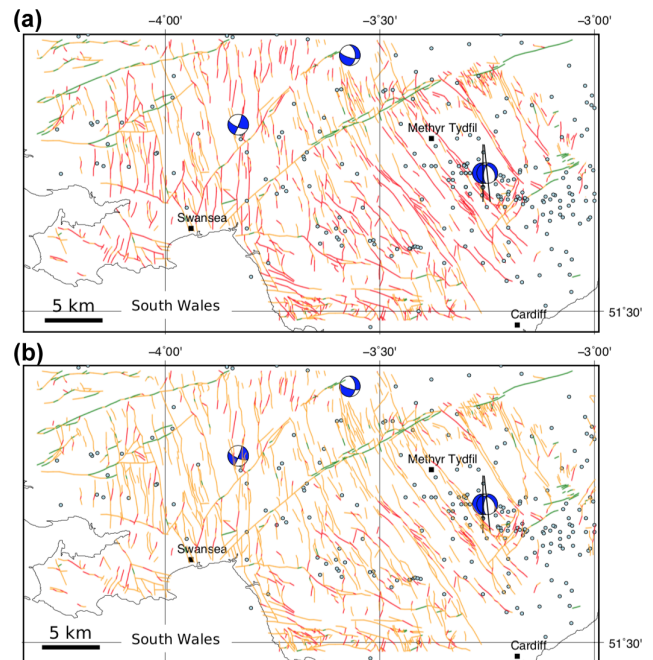 (a)
–4˚00' –3˚30' –3˚00'
Methyr Tydfil
Swansea
5 km South Wales
51˚30'
Cardiff
(b)
–4˚00' –3˚30' –3˚00'
Methyr Tydfil
Swansea
5 km South Wales
51˚30'
Cardiff